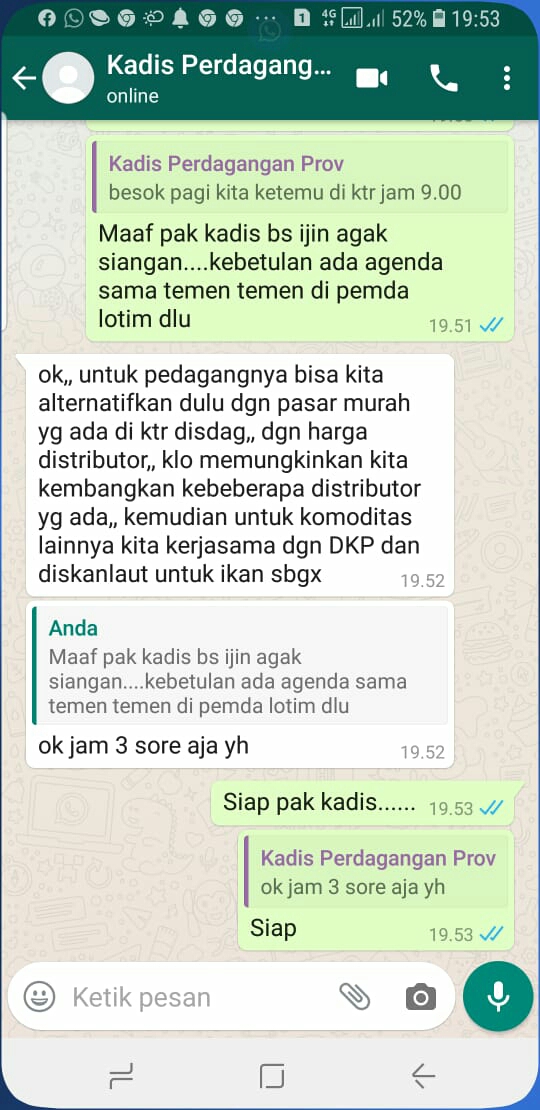 1 4G 52% 19:53
Kadis Perdagang...
online
Kadis Perdagangan Prov
besok pagi kita ketemu di ktr jam 9.00
Maaf pak kadis bs ijin agak
siangan....kebetulan ada agenda
sama temen temen di pemda
lotim dlu
19.51
ok,, untuk pedagangnya bisa kita
alternatifkan dulu dgn pasar murah
yg ada di ktr disdag,, dgn harga
distributor,, klo memungkinkan kita
kembangkan kebeberapa distributor
yg ada,, kemudian untuk komoditas
lainnya kita kerjasama dgn DKP dan
diskanlaut untuk ikan sbgx
19.52
Anda
Maaf pak kadis bs ijin agak
siangan....kebetulan ada agenda sama
temen temen di pemda lotim dlu
ok jam 3 sore aja yh
19.52
Siap pak kadis...... 19.53
Kadis Perdagangan Prov
ok jam 3 sore aja yh
Siap
19.53
Ketik pesan